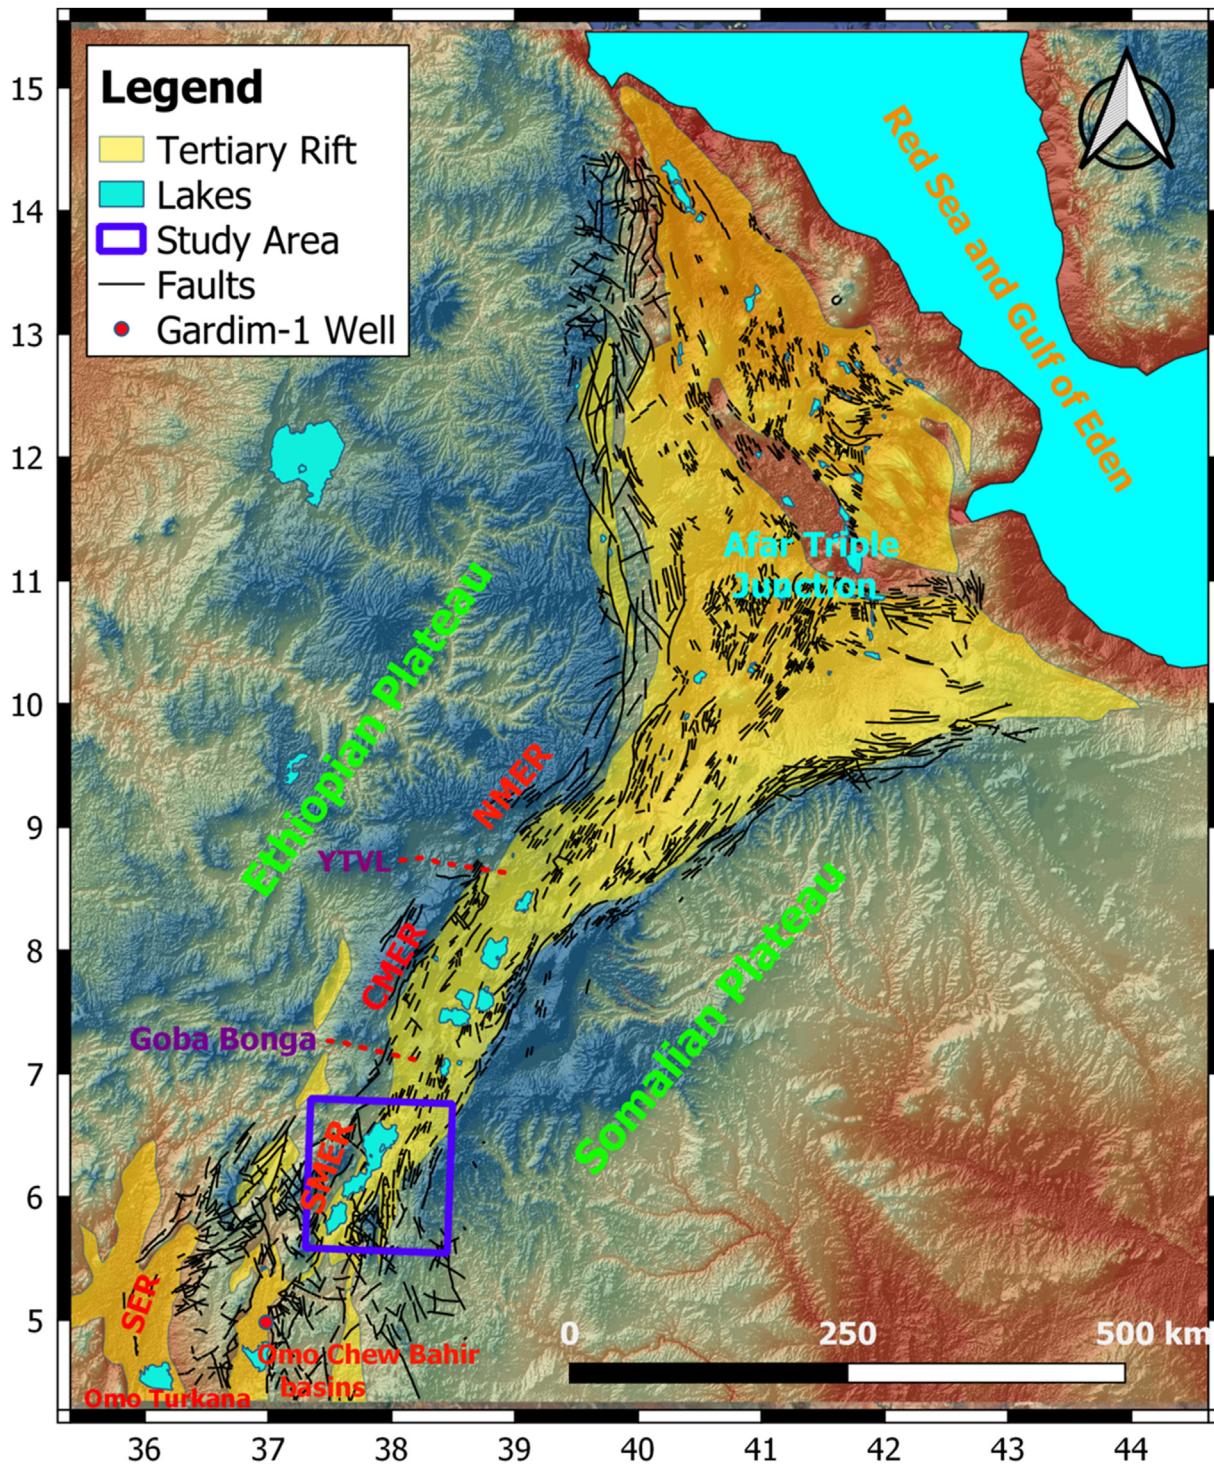 Legend
Tertiary Rift
Lakes
Study Area
Faults
Gardim-1 Well
Red Sea and Gulf of Eden
Afar Triple
Junction
Ethiopian Plateau
NMER
YTVL
CMER
Somalian Plateau
Goba Bonga
SMER
SER
Omo Chew Bahir
basins
Omo Turkana
0 250 500 km
15
14
13
12
11
10
9
8
7
6
5
36 37 38 39 40 41 42 43 44